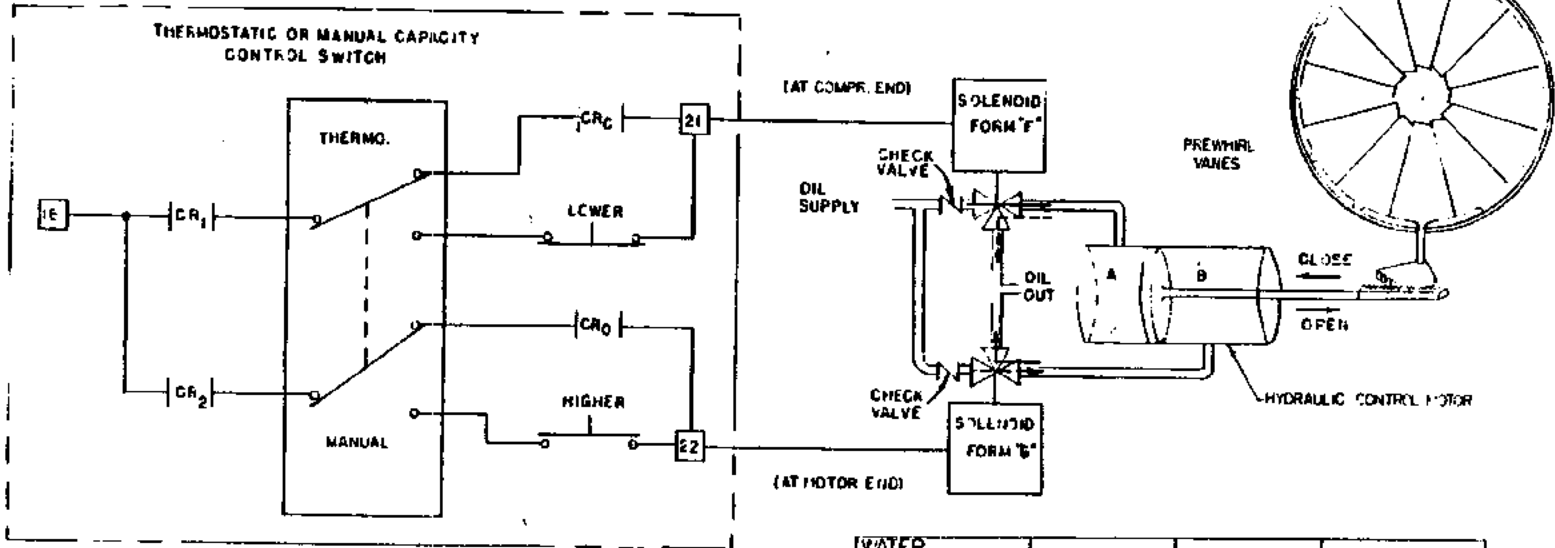 THERMOSTATIC OR MANUAL CAPACITY
CONTROL SWITCH
THERMO.
CR1
CR2
MANUAL
CRC
21
LOWER
CRO
HIGHER
22
(AT COMPR. END)
SOLENOID
FORM "F"
CHECK
VALVE
OIL
SUPPLY
OIL
OUT
CHECK
VALVE
SOLENOID
FORM
(AT MOTOR END)
A
B
CLOSE
OPEN
PREWHIRL
VANES
HYDRAULIC CONTROL MOTOR
WATER